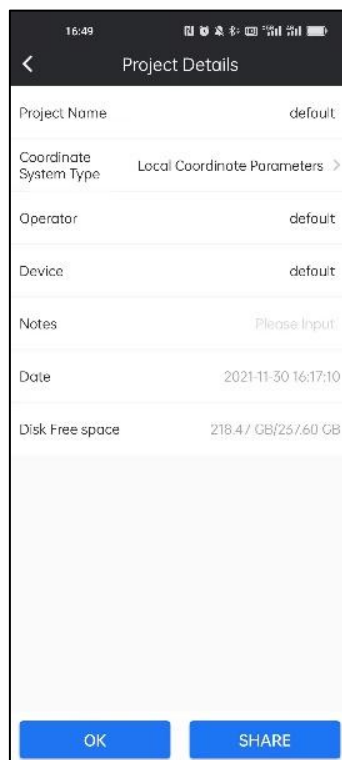 16:49
Project Details
Project Name default
Coordinate
System Type Local Coordinate Parameters >
Operator default
Device default
Notes Please Input
Date 2021-11-30 16:17:10
Disk Free space 218.47 GB/237.60 GB
OK SHARE